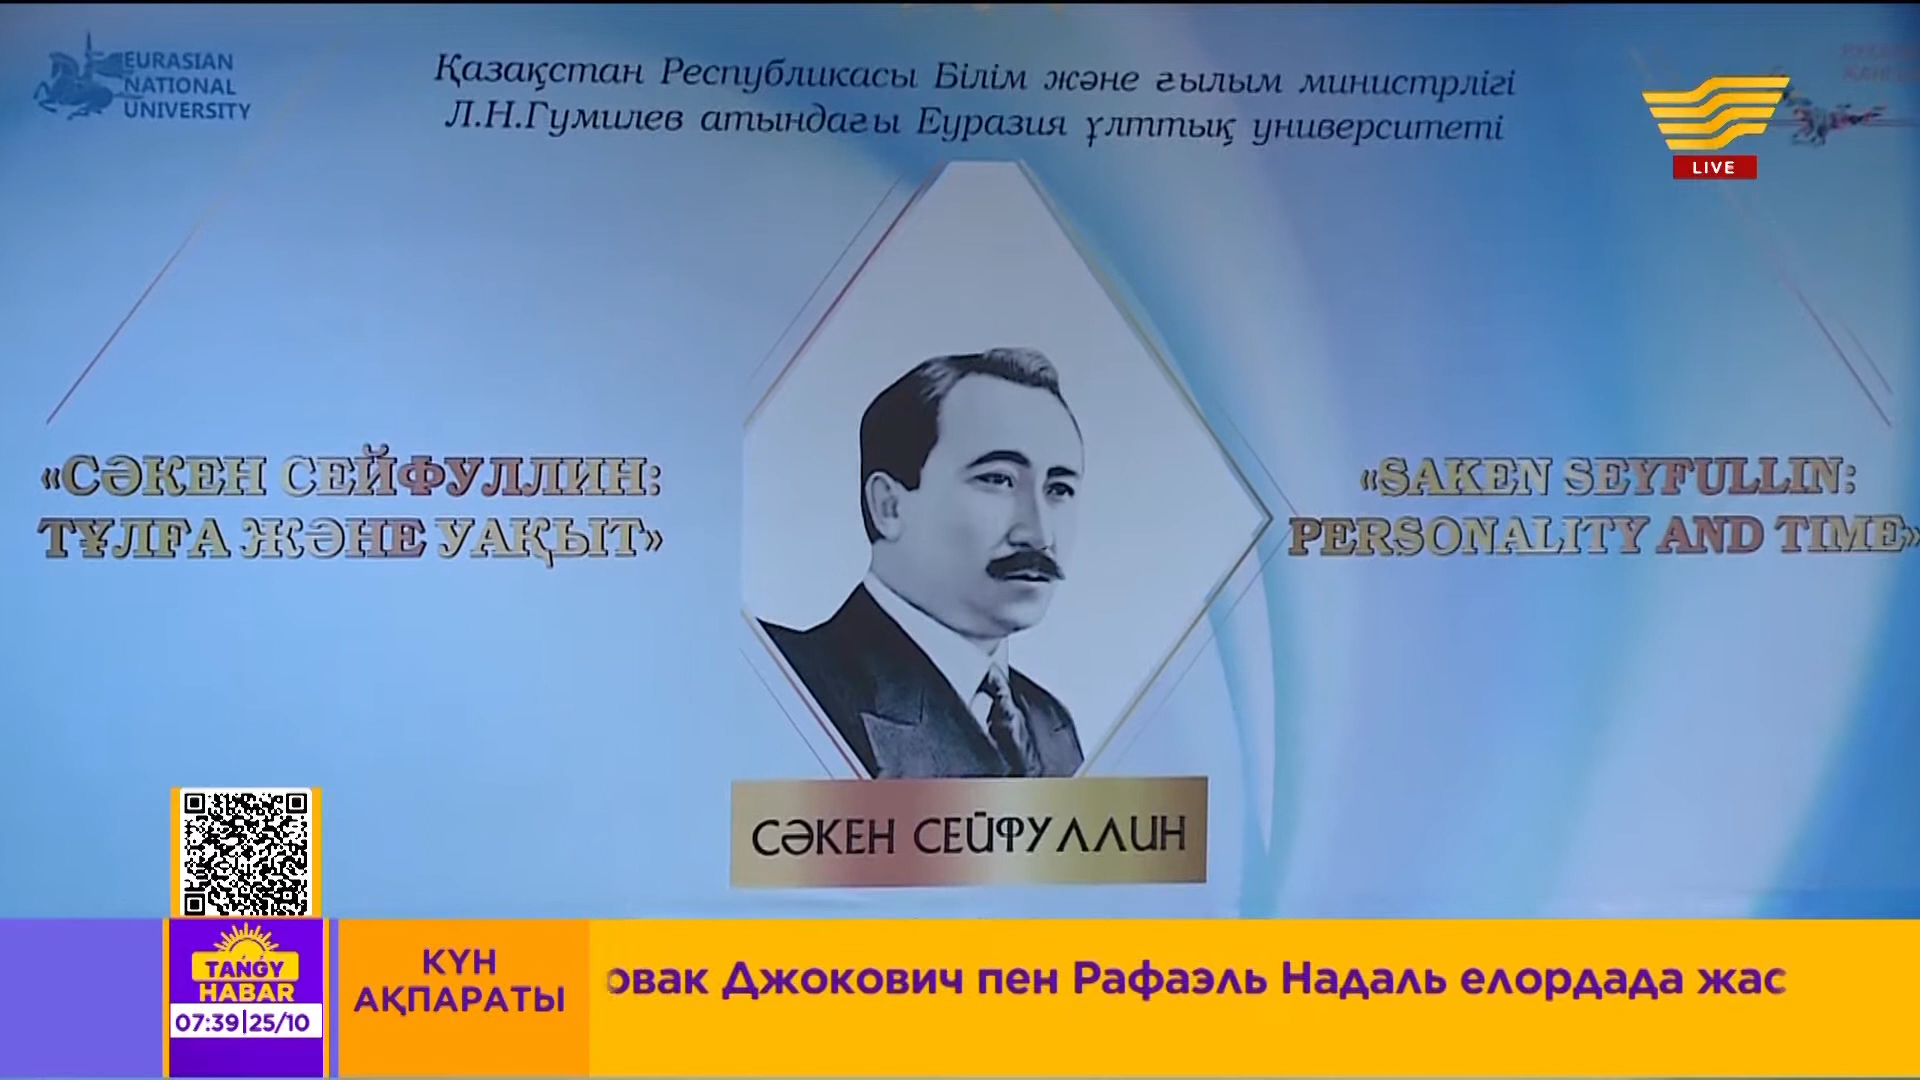 EURASIAN
NATIONAL
UNIVERSITY
Қазақстан Республикасы Білім және ғылым министрлігі
Л.Н.Гумилев атындағы Еуразия ұлттық университеті
LIVE
«СӘКЕН СЕЙФУЛЛИН:
ТҰЛҒА ЖӘНЕ УАҚЫТ»
«SAKEN SEYFULLIN:
PERSONALITY AND TIME»
СӘКЕН СЕЙФУЛЛИН
TAŃǴY
HABAR
07:39|25/10
КҮН
АҚПАРАТЫ
овак Джокович пен Рафаэль Надаль елордада жас